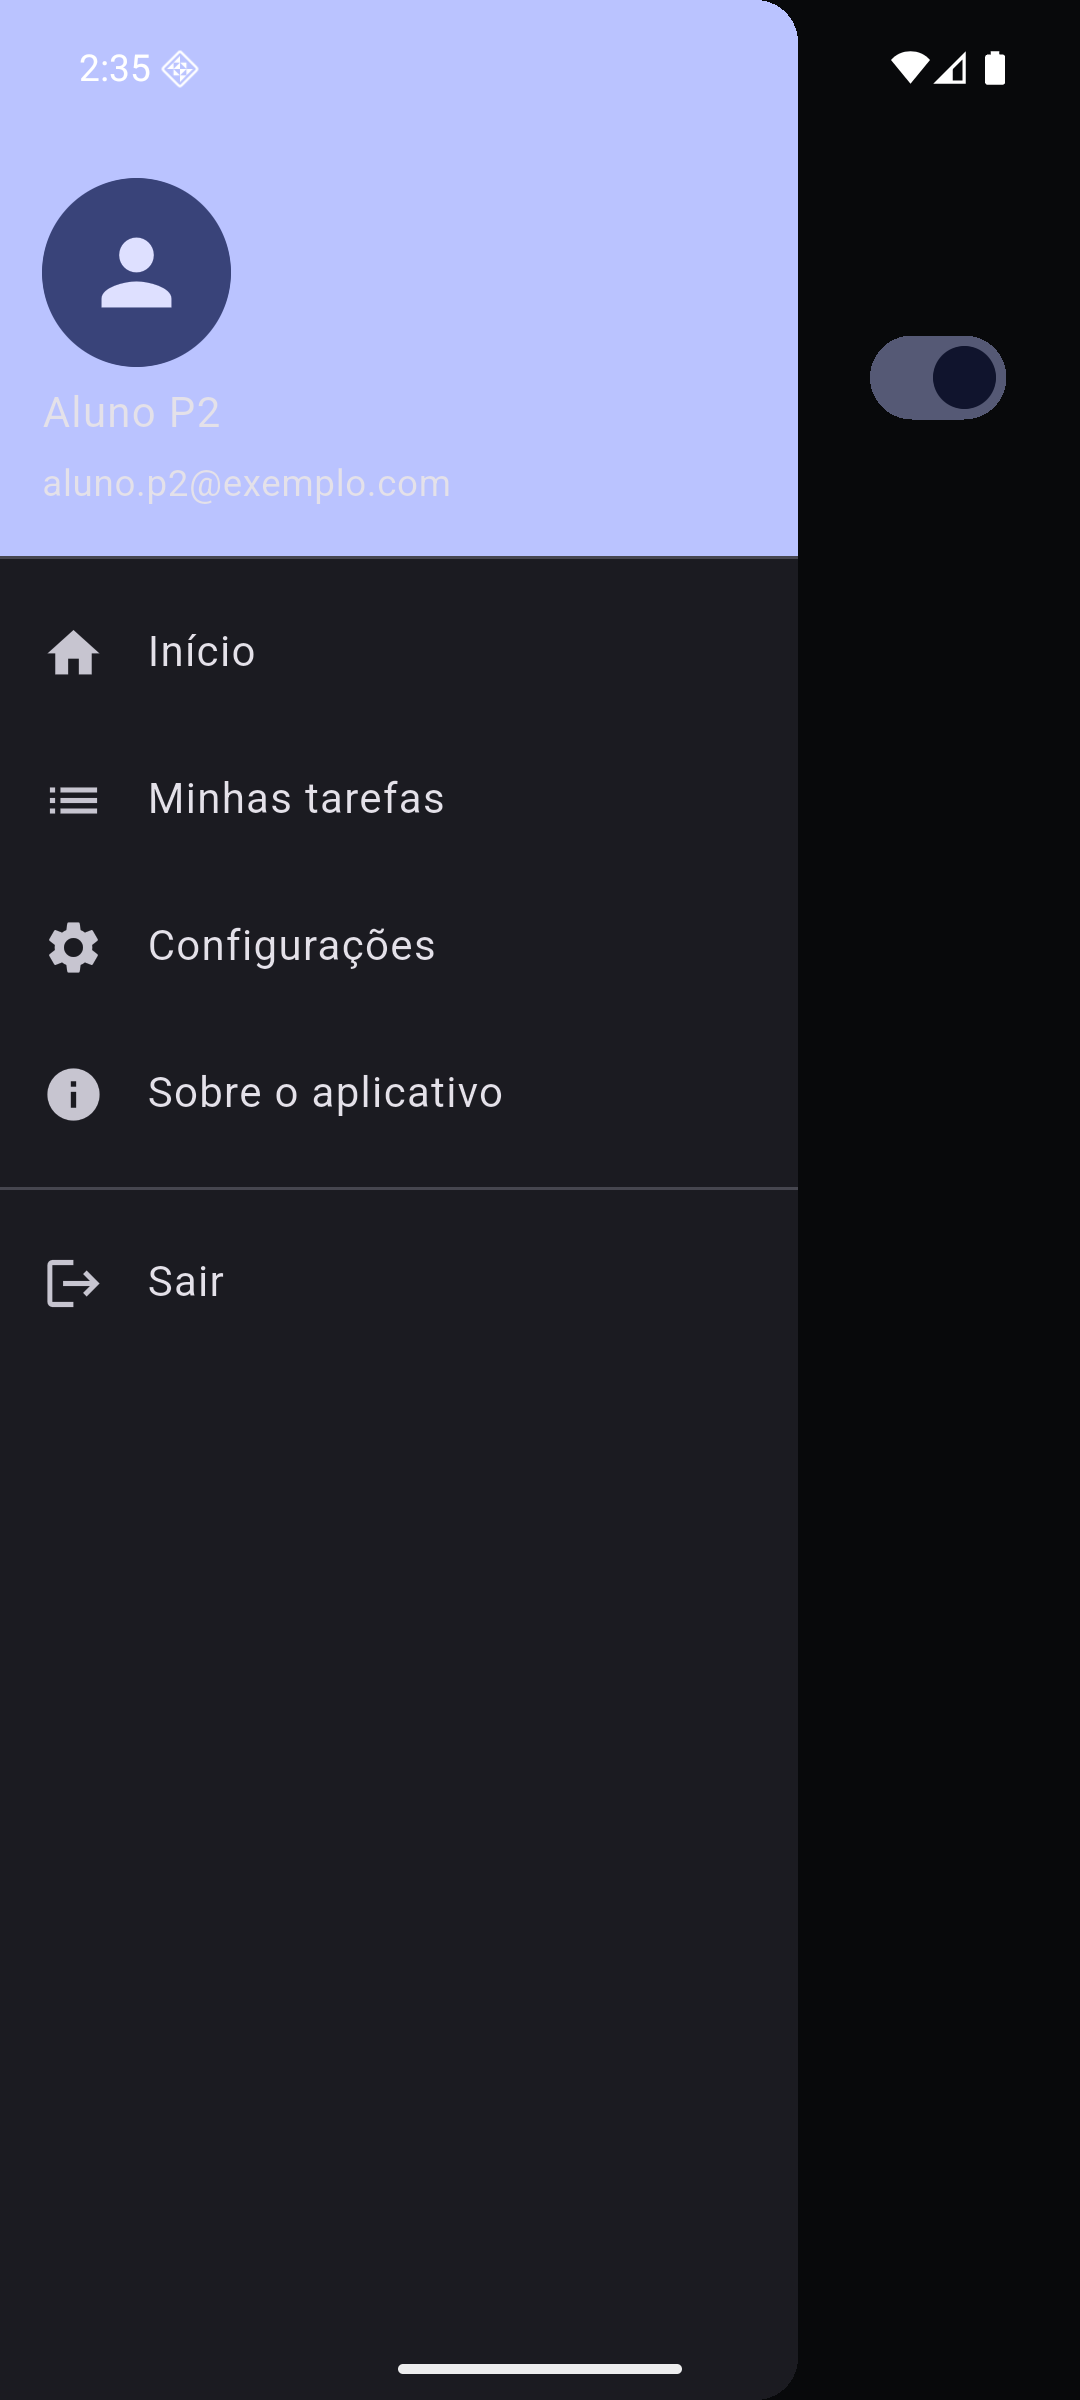 2:35
Aluno P2
aluno.p2@exemplo.com
Início
Minhas tarefas
Configurações
Sobre o aplicativo
Sair